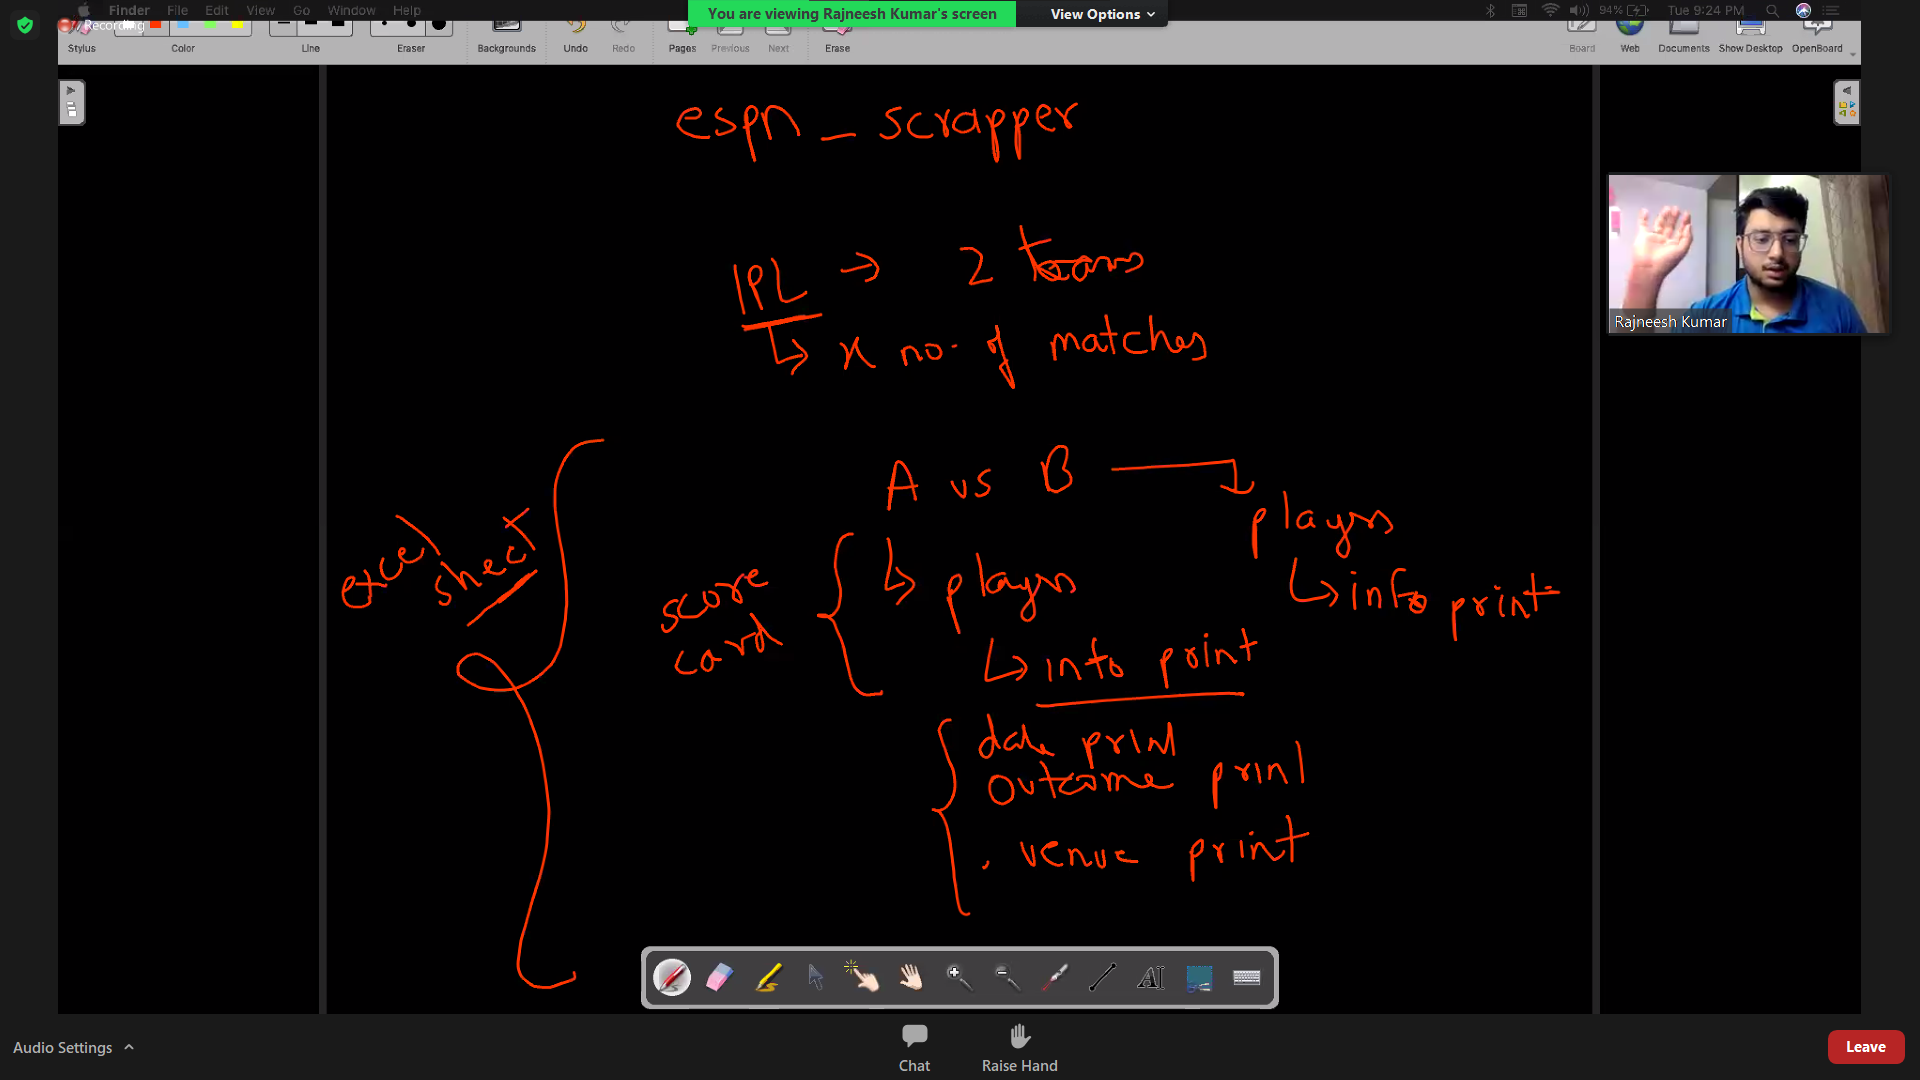 Finder File Edit View Go Window Help
You are viewing Rajneesh Kumar's screen View Options
94% Tue 9:24 PM
Recording
Stylus Color Line Eraser Backgrounds Undo Redo Pages Previous Next Erase Board Web Documents Show Desktop OpenBoard
espn _ scrapper
IPL → 2 teams
↳ x no. of matches
A vs B
players
↳ info print
excel sheet
score card
↳ players
↳ info print
date print
outcome print
. venue print
Rajneesh Kumar
Audio Settings
Chat
Raise Hand
Leave